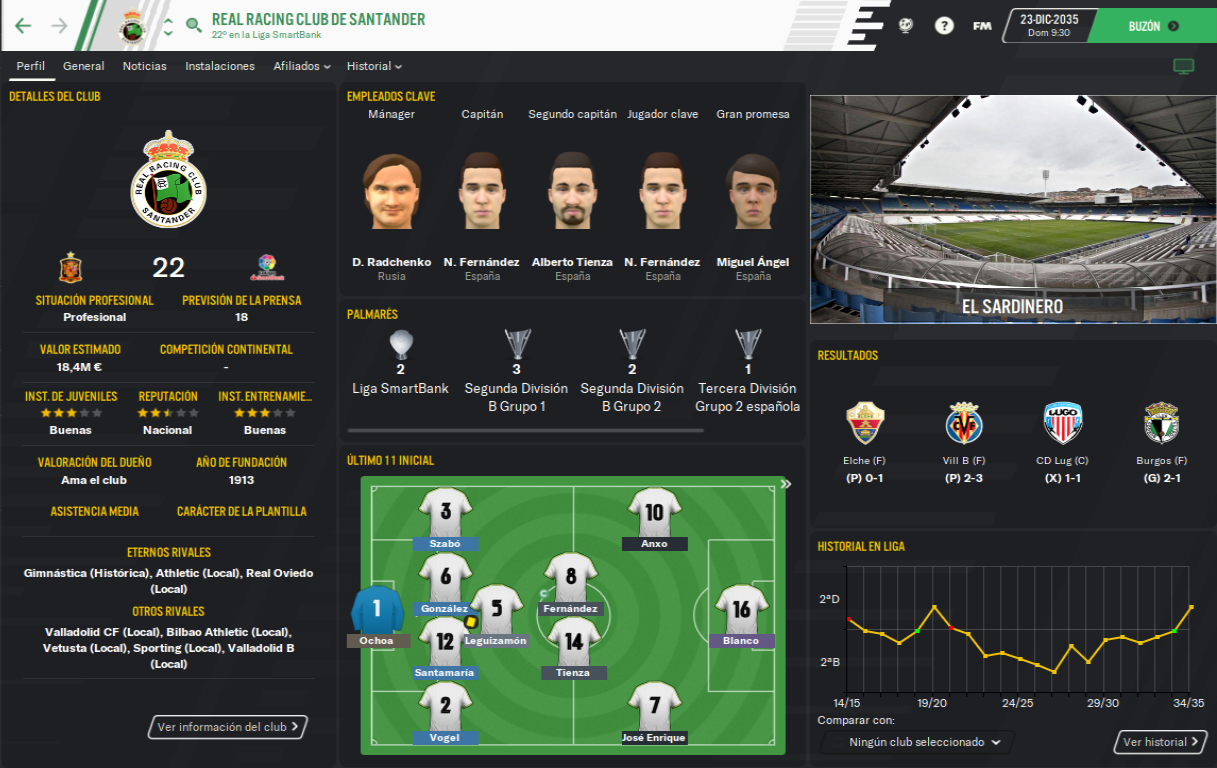 REAL RACING CLUB DE SANTANDER
22º en la Liga SmartBank
?
FM
23-DIC-2035
Dom 9:30
BUZÓN
Perfil
General
Noticias
Instalaciones
Afiliados
Historial
DETALLES DEL CLUB
REAL RACING CLUB
SANTANDER
22
SITUACIÓN PROFESIONAL
Profesional
PREVISIÓN DE LA PRENSA
18
VALOR ESTIMADO
18,4M €
COMPETICIÓN CONTINENTAL
-
INST. DE JUVENILES
Buenas
REPUTACIÓN
Nacional
INST. ENTRENAMIE...
Buenas
VALORACIÓN DEL DUEÑO
Ama el club
AÑO DE FUNDACIÓN
1913
ASISTENCIA MEDIA
CARÁCTER DE LA PLANTILLA
ETERNOS RIVALES
Gimnástica (Histórica), Athletic (Local), Real Oviedo
(Local)
OTROS RIVALES
Valladolid CF (Local), Bilbao Athletic (Local),
Vetusta (Local), Sporting (Local), Valladolid B
(Local)
Ver información del club
EMPLEADOS CLAVE
Mánager
Capitán
Segundo capitán
Jugador clave
Gran promesa
D. Radchenko
Rusia
N. Fernández
España
Alberto Tienza
España
N. Fernández
España
Miguel Ángel
España
PALMARÉS
2
Liga SmartBank
3
Segunda División
B Grupo 1
2
Segunda División
B Grupo 2
1
Tercera División
Grupo 2 española
ÚLTIMO 11 INICIAL
3
Szabó
10
Anxo
6
González
8
C
Fernández
1
Ochoa
5
Leguizamón
16
Blanco
12
Santamaría
14
Tienza
2
Vogel
7
José Enrique
EL SARDINERO
RESULTADOS
Elche (F)
(P) 0-1
Vill B (F)
(P) 2-3
LUGO
CD Lug (C)
(X) 1-1
Burgos (F)
(G) 2-1
HISTORIAL EN LIGA
2ªD
2ªB
14/15
19/20
24/25
29/30
34/35
Comparar con:
Ningún club seleccionado
Ver historial